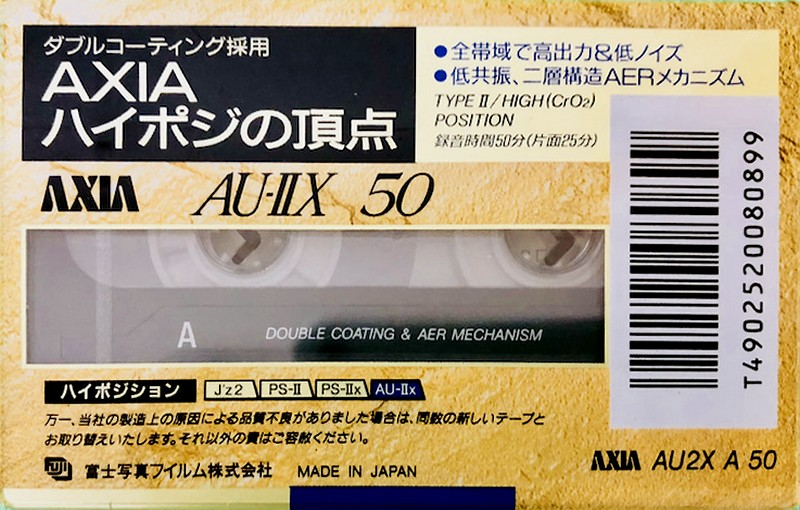 ダブルコーティング採用
AXIA
ハイポジの頂点
●全帯域で高出力&低ノイズ
●低共振、二層構造AERメカニズム
TYPE II/HIGH(CrO2)
POSITION
録音時間50分(片面25分)
AXIA AU-IIX 50
A DOUBLE COATING & AER MECHANISM
T4902520080899
ハイポジション J'z2 PS-II PS-IIx AU-IIx
万一、当社の製造上の原因による品質不良がありました場合は、同数の新しいテープと
お取り替えいたします。それ以外の責はご容赦ください。
FUJI 富士写真フイルム株式会社 MADE IN JAPAN
AXIA AU2X A 50